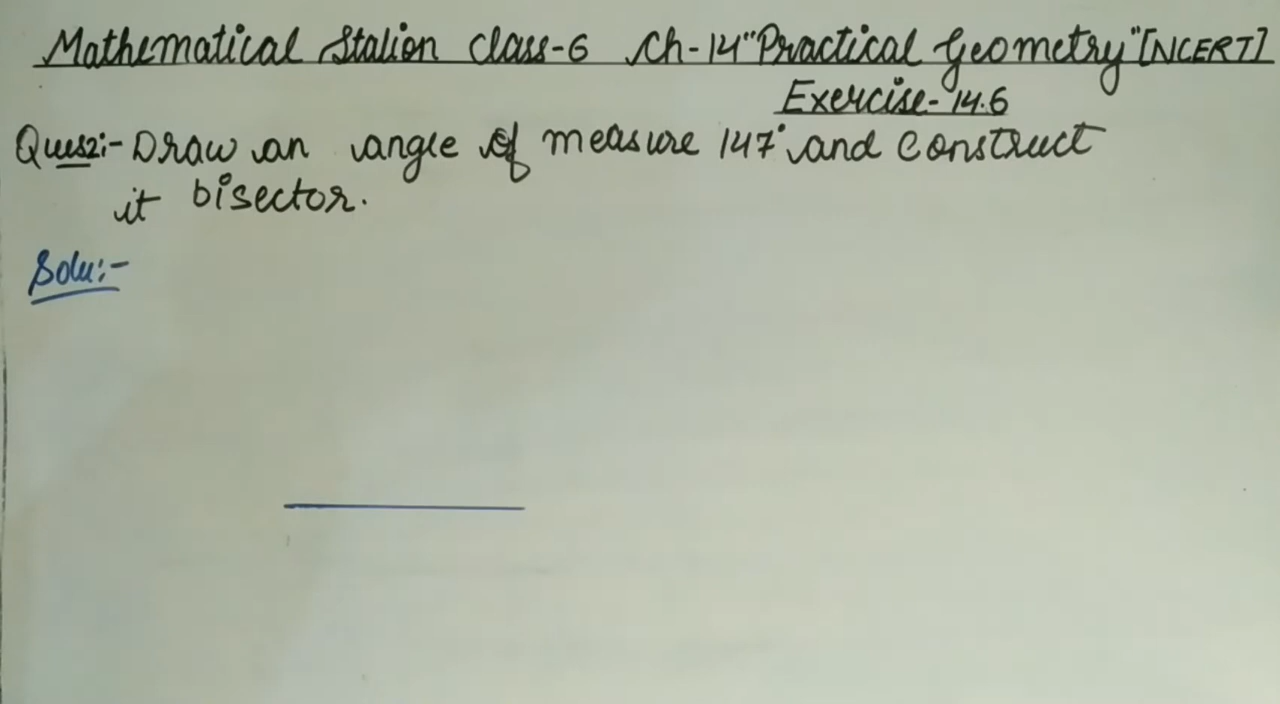 Mathematical Stalion Class-6 Ch-14 "Practical Geometry" [NCERT]
Exercise-14.6
Ques2:- Draw an angle of measure 147° and construct
it bisector.
Solu:-